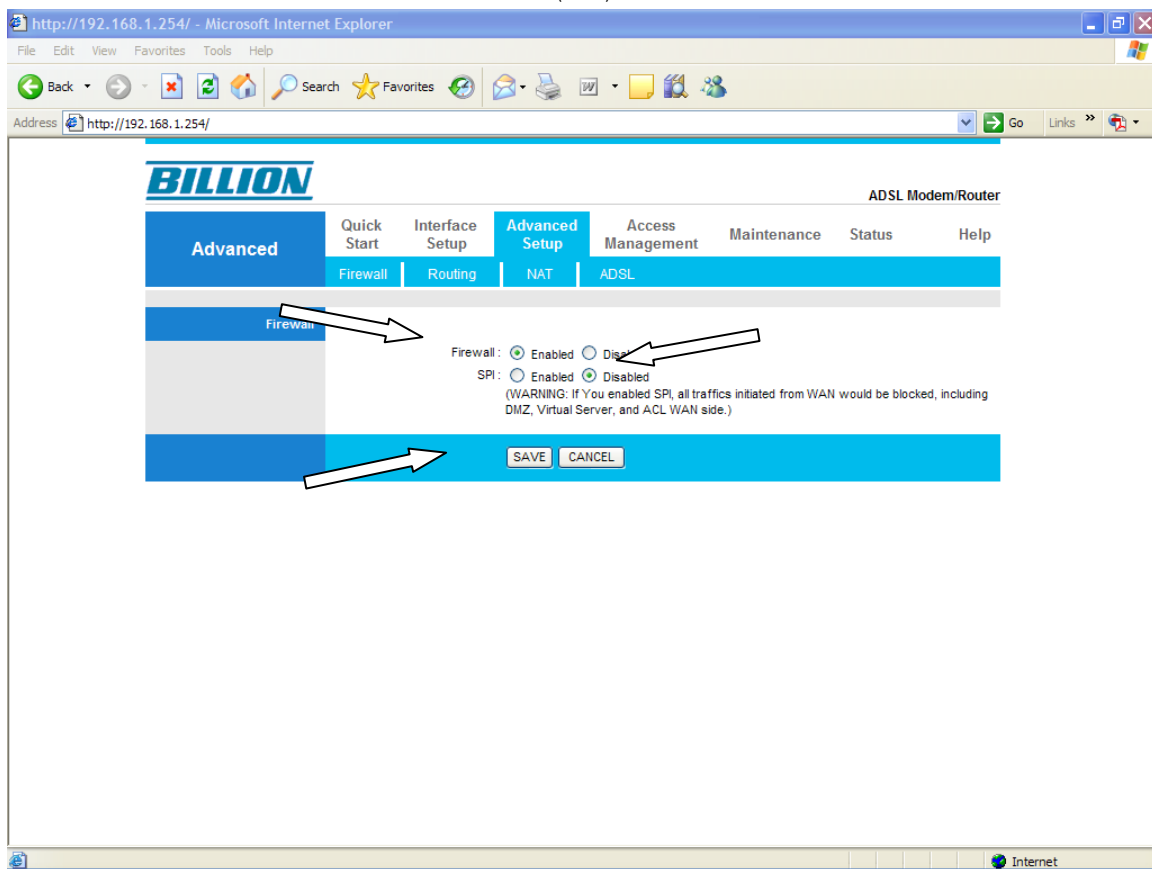 http://192.168.1.254/ - Microsoft Internet Explorer
File Edit View Favorites Tools Help
Back Search Favorites
Address http://192.168.1.254/ Go Links »
BILLION
ADSL Modem/Router
Advanced
Quick Start Interface Setup Advanced Setup Access Management Maintenance Status Help
Firewall Routing NAT ADSL
Firewall
Firewall : Enabled
SPI : Enabled Disabled
(WARNING: If You enabled SPI, all traffics initiated from WAN would be blocked, including
DMZ, Virtual Server, and ACL WAN side.)
SAVE CANCEL
Internet